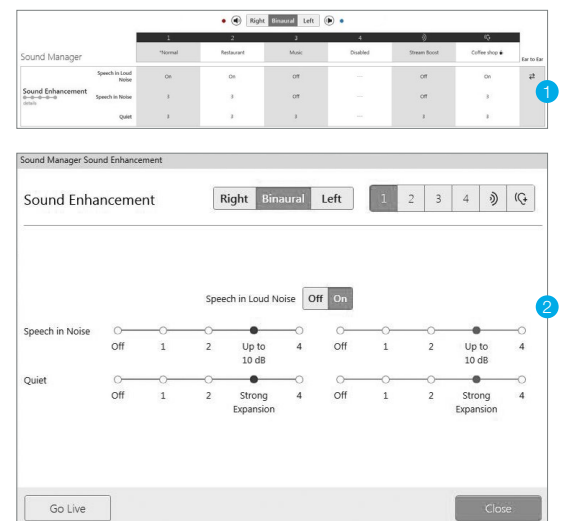 Right Binaural Left
1 2 3 4
Sound Manager *Normal Restaurant Music Disabled Stream Boost Coffee shop Ear to Ear
Speech in Loud Noise On On Off --- Off On
Sound Enhancement
details
Speech in Noise 3 3 Off --- Off 3
Quiet 3 3 3 --- 3 3
1
Sound Manager Sound Enhancement
Sound Enhancement Right Binaural Left 1 2 3 4
Speech in Loud Noise Off On
2
Speech in Noise
Off 1 2 Up to 10 dB 4 Off 1 2 Up to 10 dB 4
Quiet
Off 1 2 Strong Expansion 4 Off 1 2 Strong Expansion 4
Go Live Close